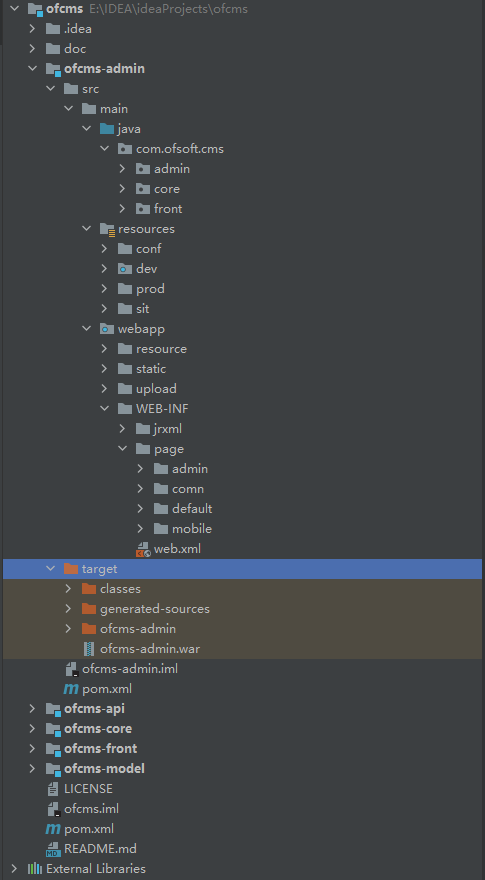 ofcms E:\IDEA\ideaProjects\ofcms
.idea
doc
ofcms-admin
src
main
java
com.ofsoft.cms
admin
core
front
resources
conf
dev
prod
sit
webapp
resource
static
upload
WEB-INF
jrxml
page
admin
comn
default
mobile
web.xml
target
classes
generated-sources
ofcms-admin
ofcms-admin.war
ofcms-admin.iml
pom.xml
ofcms-api
ofcms-core
ofcms-front
ofcms-model
LICENSE
ofcms.iml
pom.xml
README.md
External Libraries